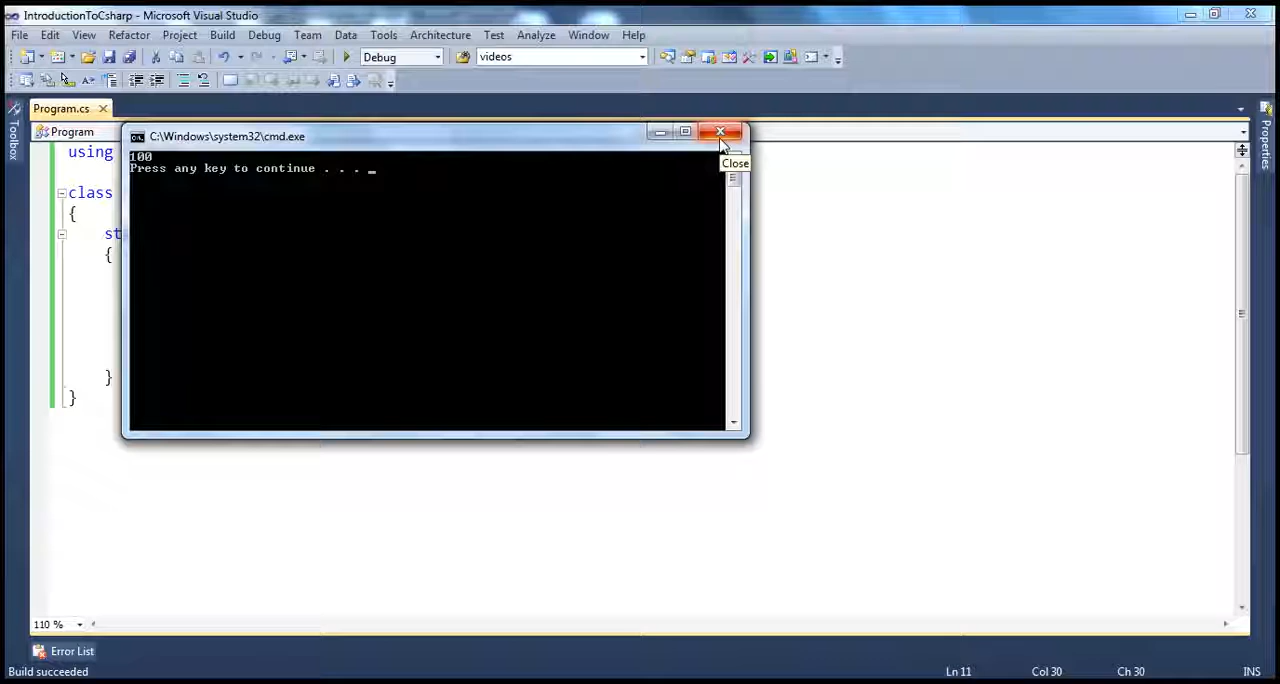 IntroductionToCsharp - Microsoft Visual Studio
File Edit View Refactor Project Build Debug Team Data Tools Architecture Test Analyze Window Help
Debug videos
Program.cs
Program
Toolbox
Properties
using
C:\Windows\system32\cmd.exe
100
Press any key to continue . . . _
Close
class
{
st
{
}
}
110 %
Error List
Build succeeded Ln 11 Col 30 Ch 30 INS